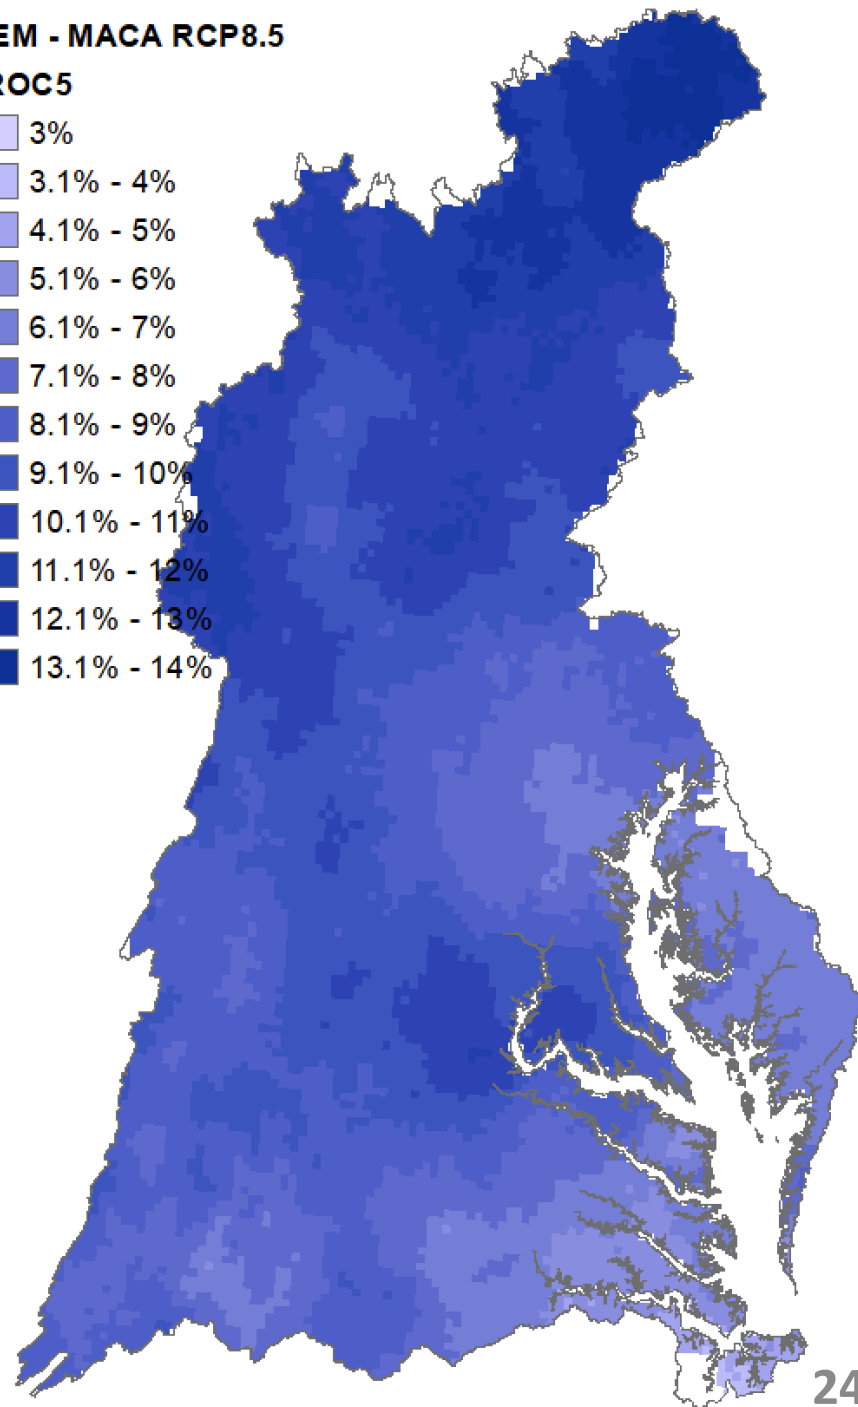 EM - MACA RCP8.5
ROC5
3%
3.1% - 4%
4.1% - 5%
5.1% - 6%
6.1% - 7%
7.1% - 8%
8.1% - 9%
9.1% - 10%
10.1% - 11%
11.1% - 12%
12.1% - 13%
13.1% - 14%
24